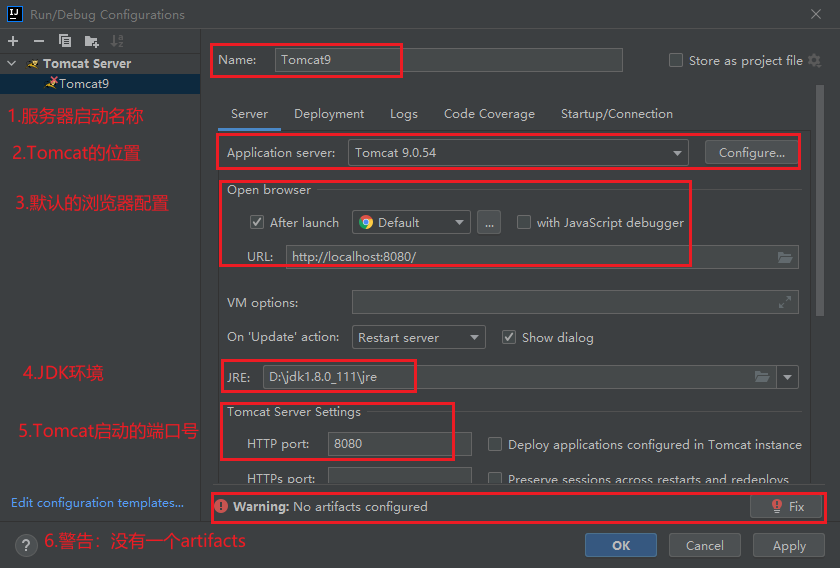 Run/Debug Configurations
Tomcat Server
Tomcat9
1.服务器启动名称
2.Tomcat的位置
3.默认的浏览器配置
4.JDK环境
5.Tomcat启动的端口号
Edit configuration templates...
Name: Tomcat9 Store as project file
Server Deployment Logs Code Coverage Startup/Connection
Application server: Tomcat 9.0.54 Configure...
Open browser
After launch Default ... with JavaScript debugger
URL: http://localhost:8080/
VM options:
On 'Update' action: Restart server Show dialog
JRE: D:\jdk1.8.0_111\jre
Tomcat Server Settings
HTTP port: 8080 Deploy applications configured in Tomcat instance
HTTPs port: Preserve sessions across restarts and redeploys
Warning: No artifacts configured Fix
? 6.警告：没有一个artifacts
OK Cancel Apply